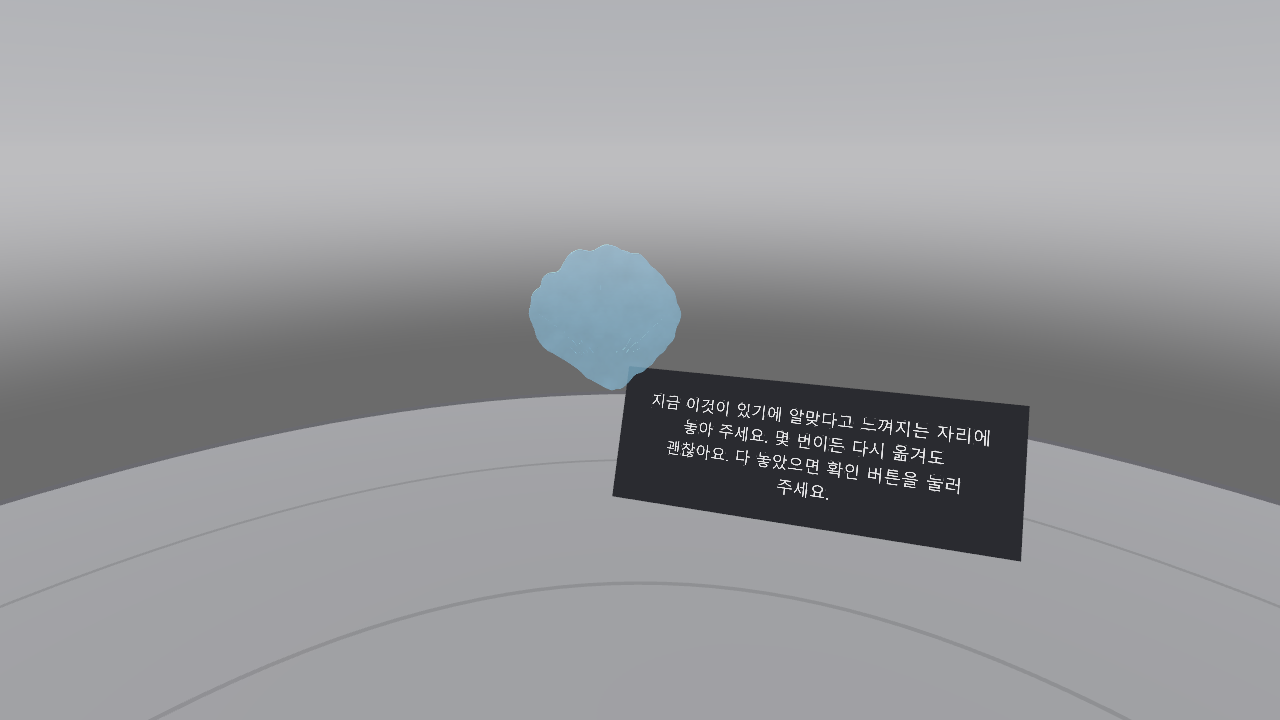 지금 이것이 있기에 알맞다고 느껴지는 자리에
놓아 주세요. 몇 번이든 다시 옮겨도
괜찮아요. 다 놓았으면 확인 버튼을 눌러
주세요.